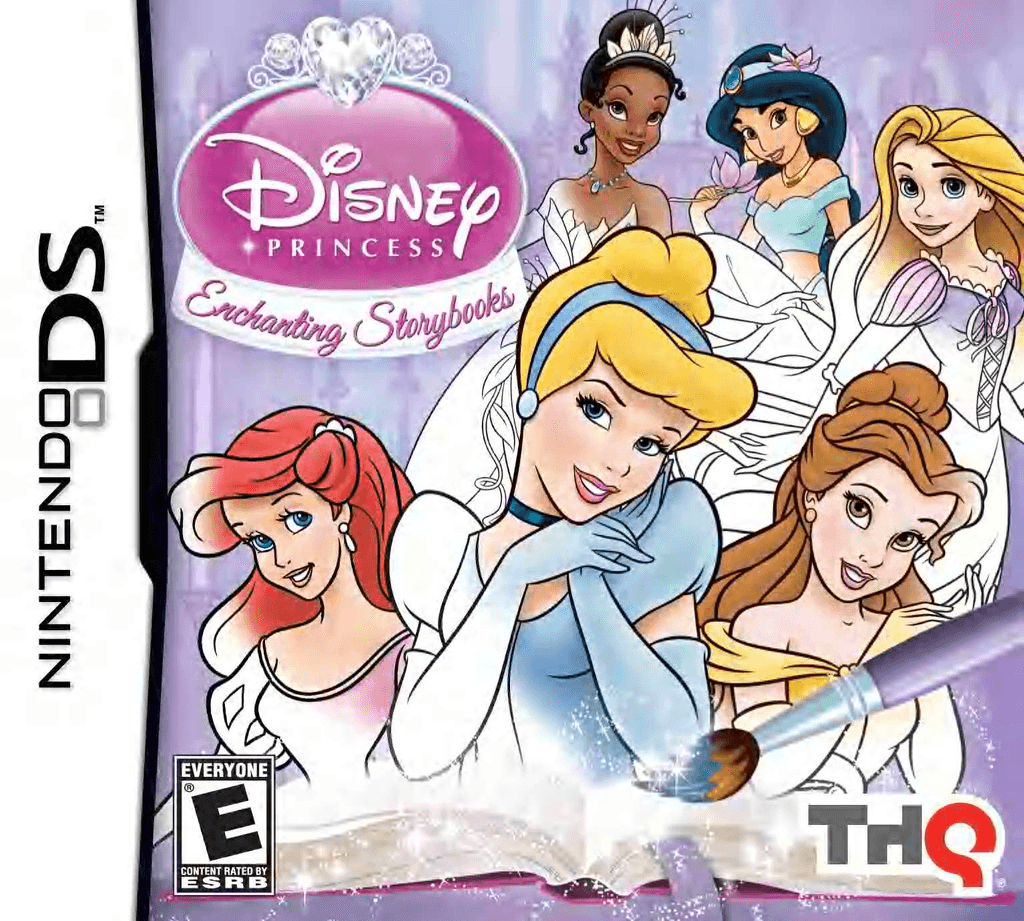 NINTENDO DS™
DISNEY
PRINCESS
Enchanting Storybooks
EVERYONE
®
E
CONTENT RATED BY
ESRB
THQ
®